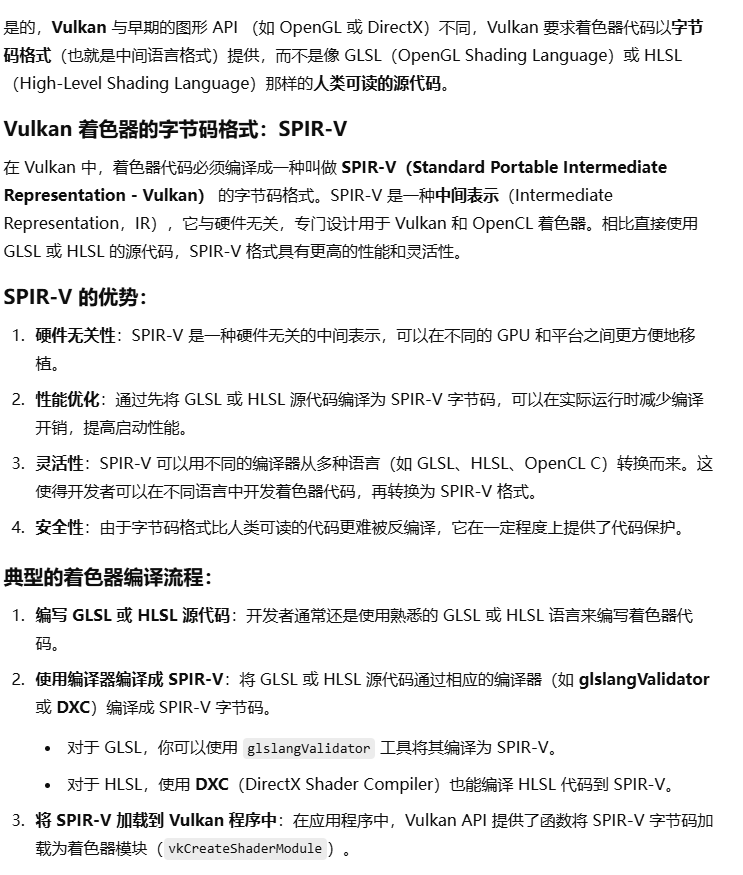 是的，Vulkan 与早期的图形 API （如 OpenGL 或 DirectX）不同，Vulkan 要求着色器代码以字节
码格式（也就是中间语言格式）提供，而不是像 GLSL（OpenGL Shading Language）或 HLSL
（High-Level Shading Language）那样的人类可读的源代码。
Vulkan 着色器的字节码格式：SPIR-V
在 Vulkan 中，着色器代码必须编译成一种叫做 SPIR-V（Standard Portable Intermediate
Representation - Vulkan） 的字节码格式。SPIR-V 是一种中间表示（Intermediate
Representation，IR），它与硬件无关，专门设计用于 Vulkan 和 OpenCL 着色器。相比直接使用
GLSL 或 HLSL 的源代码，SPIR-V 格式具有更高的性能和灵活性。
SPIR-V 的优势：
1. 硬件无关性：SPIR-V 是一种硬件无关的中间表示，可以在不同的 GPU 和平台之间更方便地移
植。
2. 性能优化：通过先将 GLSL 或 HLSL 源代码编译为 SPIR-V 字节码，可以在实际运行时减少编译
开销，提高启动性能。
3. 灵活性：SPIR-V 可以用不同的编译器从多种语言（如 GLSL、HLSL、OpenCL C）转换而来。这
使得开发者可以在不同语言中开发着色器代码，再转换为 SPIR-V 格式。
4. 安全性：由于字节码格式比人类可读的代码更难被反编译，它在一定程度上提供了代码保护。
典型的着色器编译流程：
1. 编写 GLSL 或 HLSL 源代码：开发者通常还是使用熟悉的 GLSL 或 HLSL 语言来编写着色器代
码。
2. 使用编译器编译成 SPIR-V：将 GLSL 或 HLSL 源代码通过相应的编译器（如 glslangValidator
或 DXC）编译成 SPIR-V 字节码。
• 对于 GLSL，你可以使用 glslangValidator 工具将其编译为 SPIR-V。
• 对于 HLSL，使用 DXC（DirectX Shader Compiler）也能编译 HLSL 代码到 SPIR-V。
3. 将 SPIR-V 加载到 Vulkan 程序中：在应用程序中，Vulkan API 提供了函数将 SPIR-V 字节码加
载为着色器模块（ vkCreateShaderModule ）。